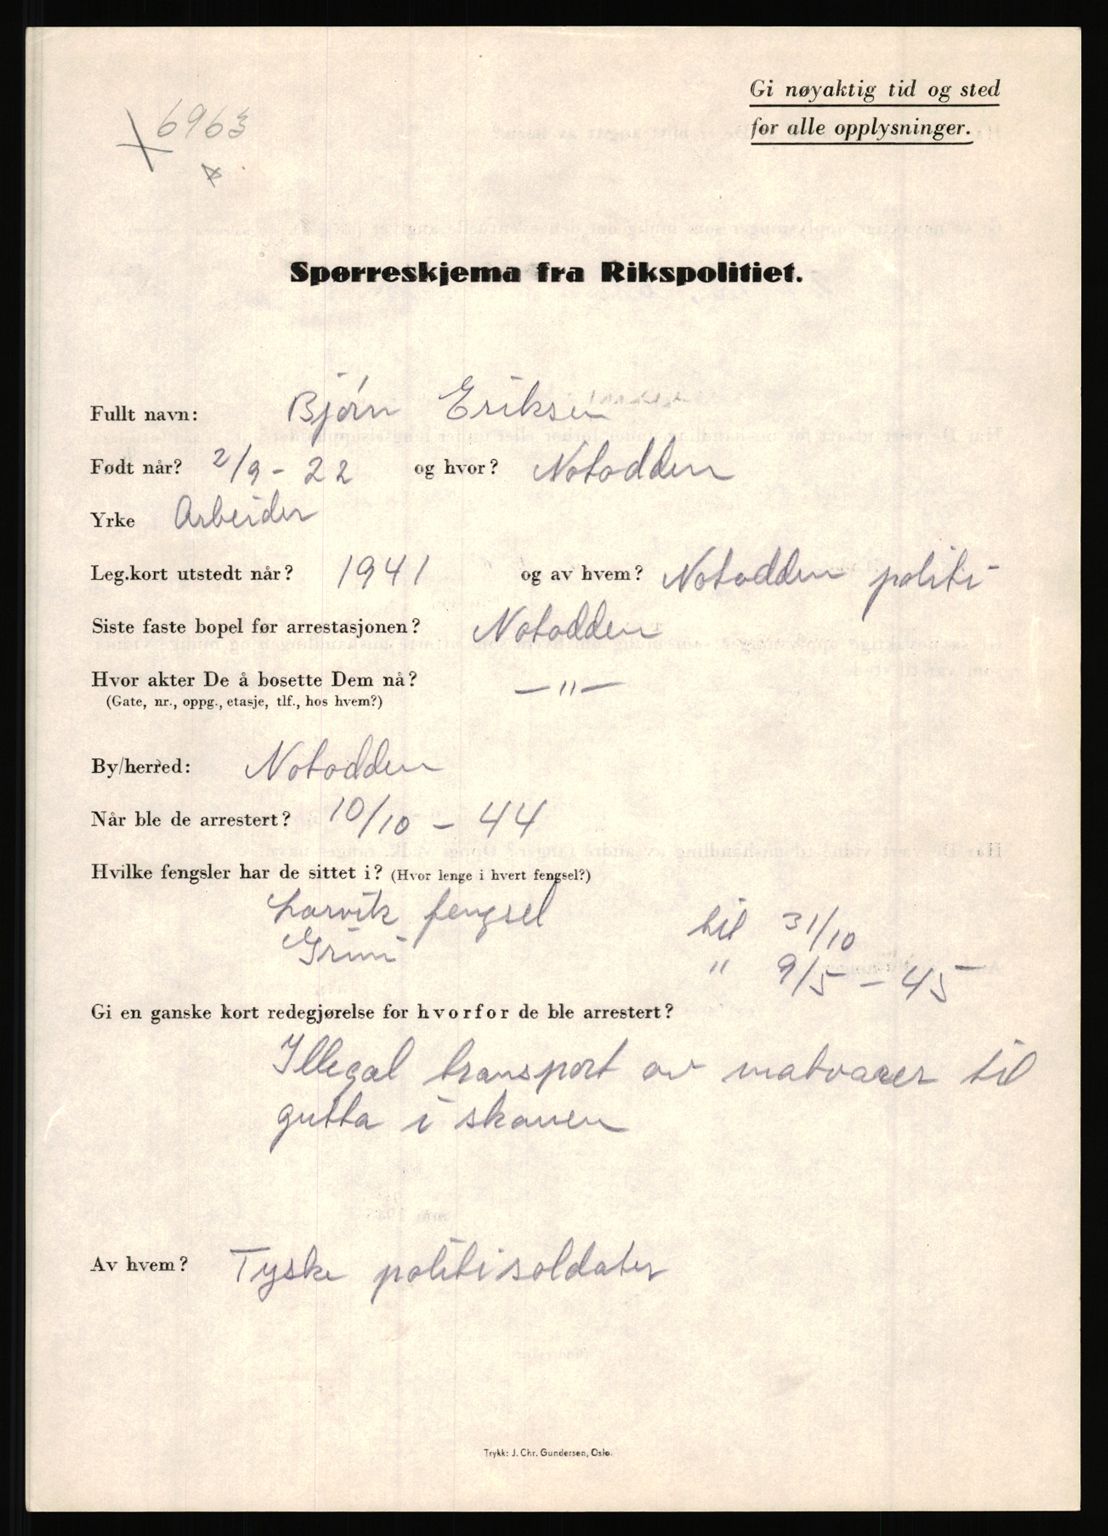 Gi nøyaktig tid og sted
for alle opplysninger.
6963
Spørreskjema fra Rikspolitiet.
Fullt navn: Bjørn Eriksen
Født når? 2/9 - 22 og hvor? Notodden
Yrke Arbeider
Leg.kort utstedt når? 1941 og av hvem? Notodden politi
Siste faste bopel før arrestasjonen? Notodden
Hvor akter De å bosette Dem nå? — " —
(Gate, nr., oppg., etasje, tlf., hos hvem?)
By/herred: Notodden
Når ble de arrestert? 10/10 - 44
Hvilke fengsler har de sittet i? (Hvor lenge i hvert fengsel?)
Larvik fengsel til 31/10
Grini " 9/5 - 45
Gi en ganske kort redegjørelse for hvorfor de ble arrestert?
Illegal transport av matvarer til
gutta i skauen
Av hvem? Tyske politisoldater
Trykk: J. Chr. Gundersen, Oslo.